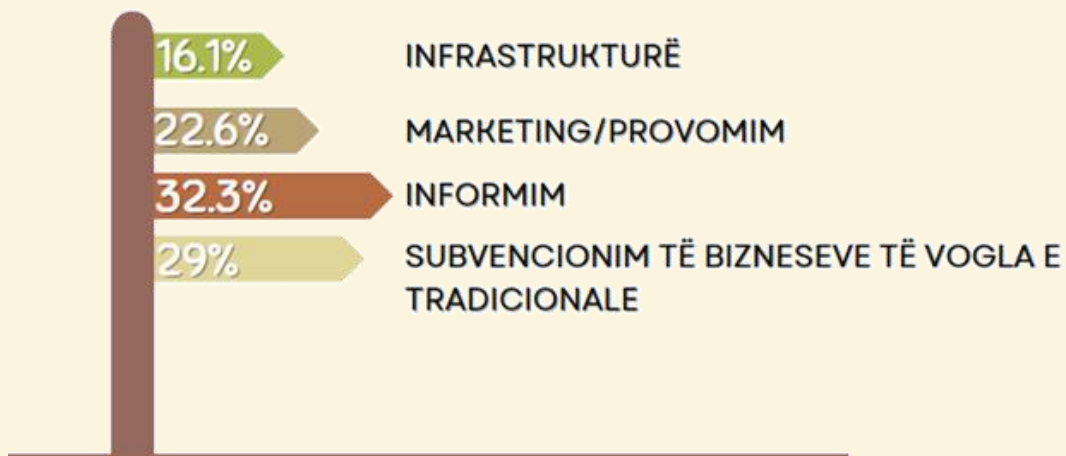 16.1% INFRASTRUKTURË
22.6% MARKETING/PROVOMIM
32.3% INFORMIM
29% SUBVENCIONIM TË BIZNESEVE TË VOGLA E
TRADICIONALE